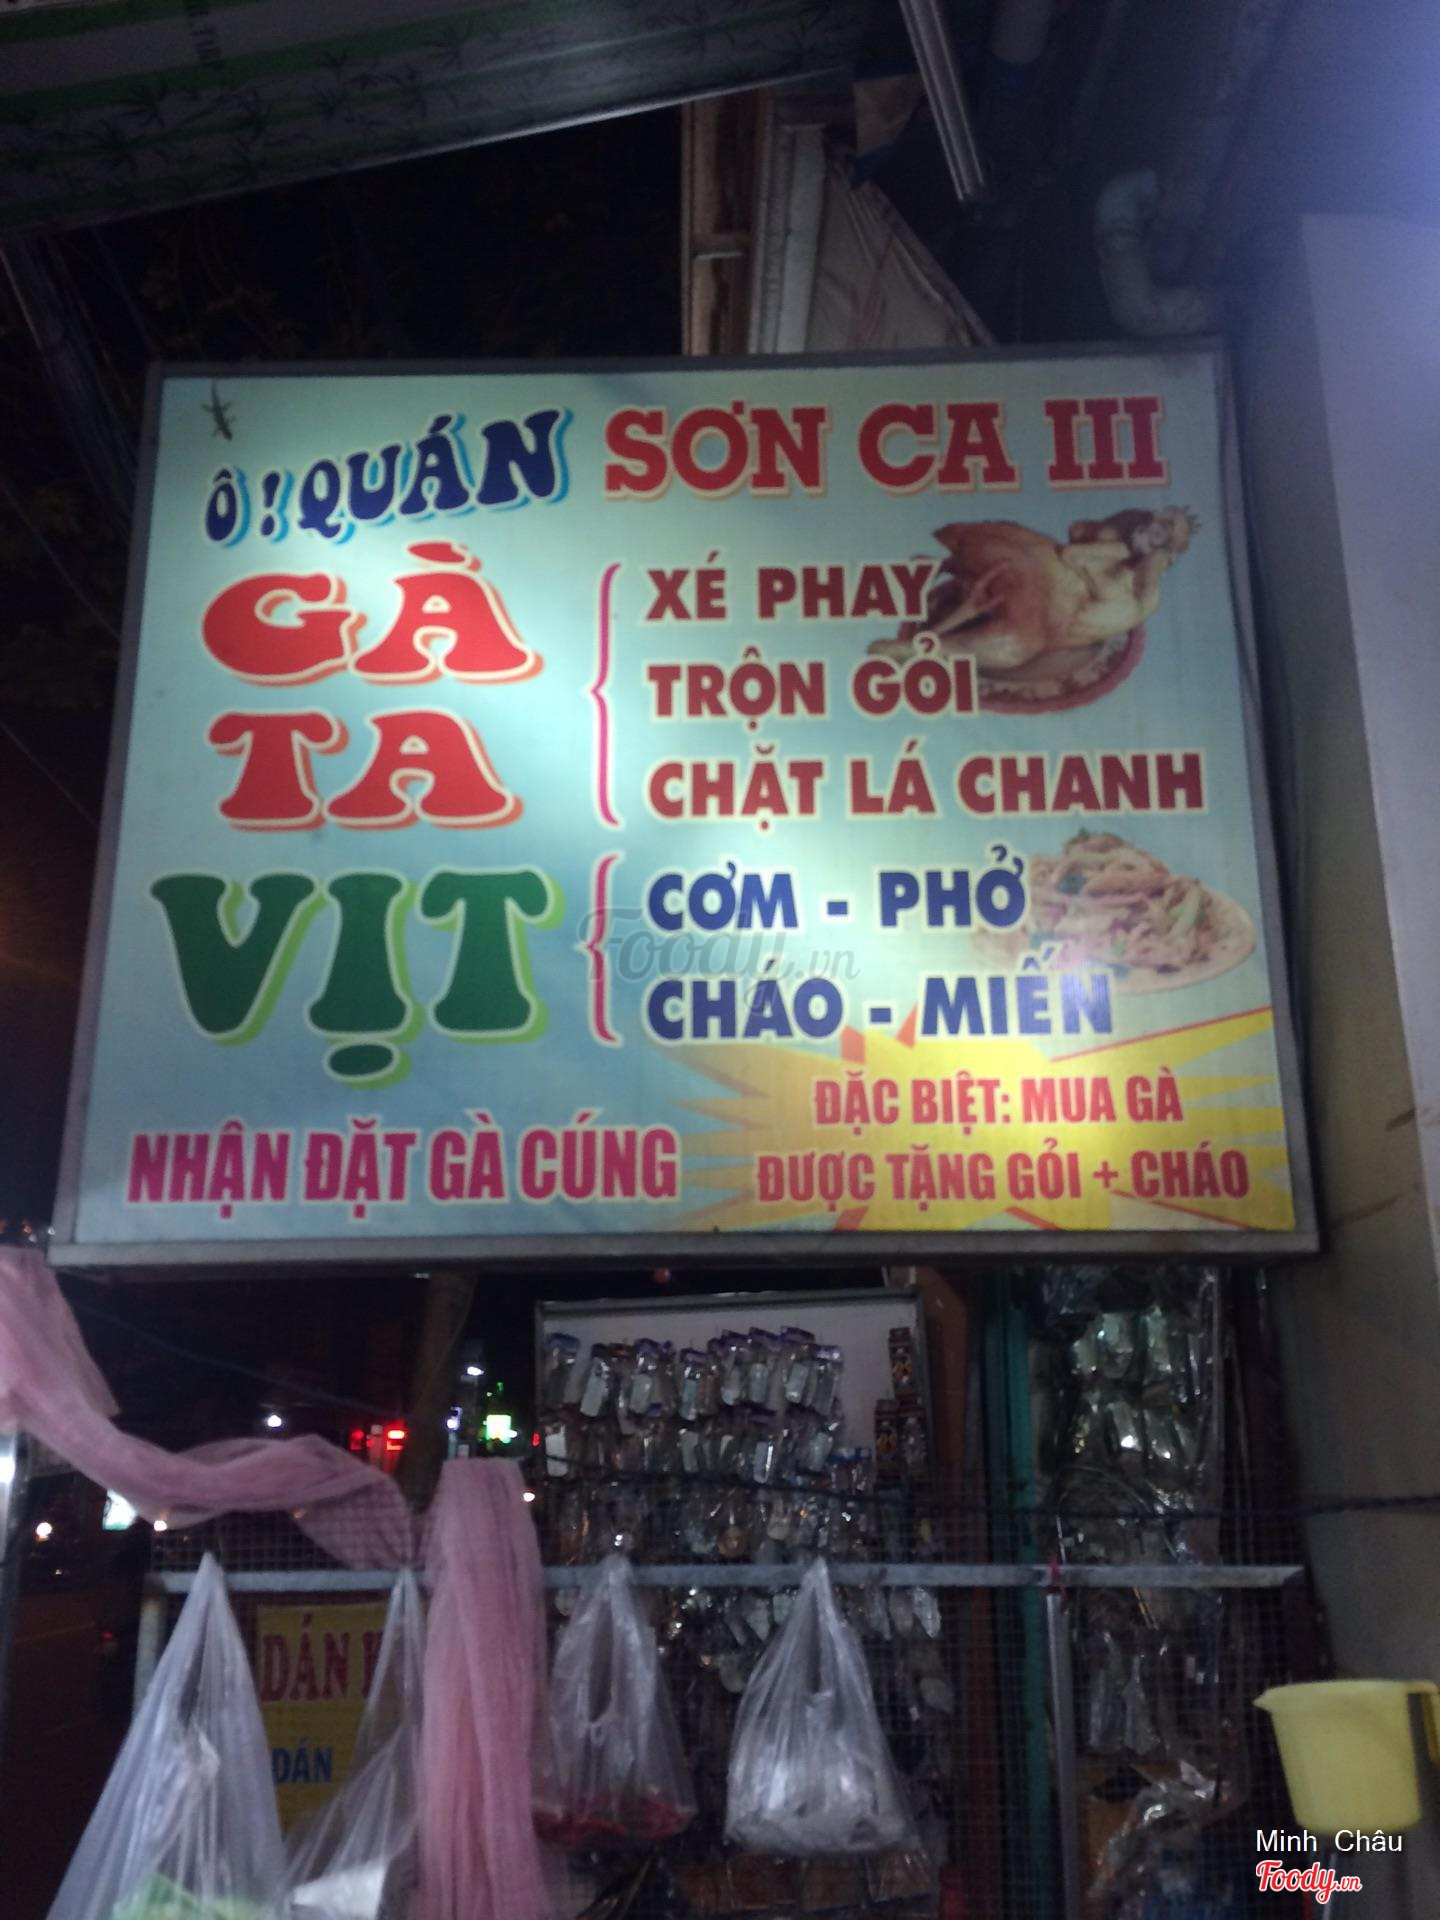 Ô! QUÁN SƠN CA III
GÀ
TA
XÉ PHAY
TRỘN GỎI
CHẶT LÁ CHANH
VỊT
CƠM - PHỞ
CHÁO - MIẾN
NHẬN ĐẶT GÀ CÚNG
ĐẶC BIỆT: MUA GÀ
ĐƯỢC TẶNG GỎI + CHÁO
Foody.vn
DÁN
DÁN
Minh Châu
Foody.vn